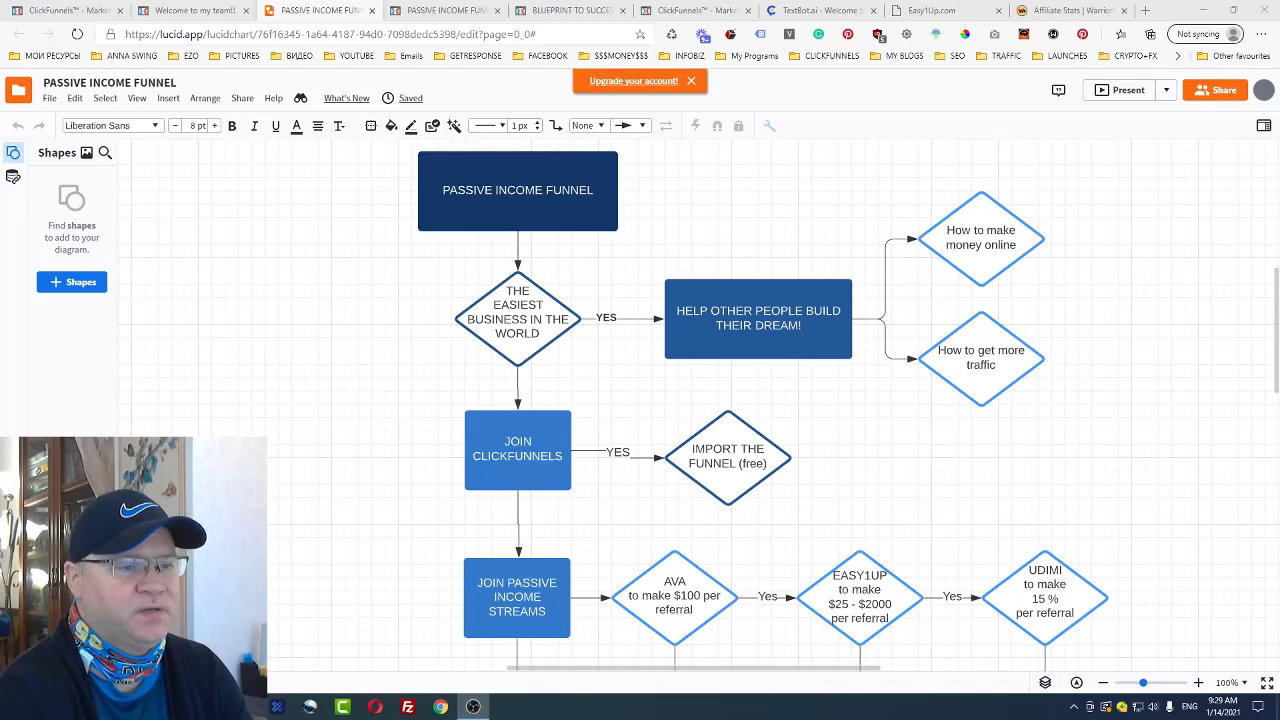 ClickFunnels™ - Marke
Welcome to my team!!
PASSIVE INCOME FUNNEL
PASSIVE INCOME FUNNE
BLUEPRINT TO SUCCES
ClickFunnels™ - Marke
TextBot.ai - Welcome
Easy1Up.com
Affiliate Stats | Warrior
https://lucid.app/lucidchart/76f16345-1a64-4187-94d0-7098dedc5398/edit?page=0_0#
Not syncing
МОИ РЕСУРСЫ
ANNA SWING
EZO
PICTURES
ВИДЕО
YOUTUBE
Emails
GETRESPONSE
FACEBOOK
$$$MONEY$$$
INFOBIZ
My Programs
CLICKFUNNELS
MY BLOGS
SEO
TRAFFIC
LAUNCHES
CRYPTO+FX
Other favourites
PASSIVE INCOME FUNNEL
Upgrade your account!
File Edit Select View Insert Arrange Share Help What's New Saved
Present
Share
Liberation Sans 8 pt B I U A T 1 px None
Shapes
Find shapes
to add to your
diagram.
+ Shapes
PASSIVE INCOME FUNNEL
THE
EASIEST
BUSINESS IN THE
WORLD
YES
HELP OTHER PEOPLE BUILD
THEIR DREAM!
How to make
money online
How to get more
traffic
JOIN
CLICKFUNNELS
YES
IMPORT THE
FUNNEL (free)
JOIN PASSIVE
INCOME
STREAMS
AVA
to make $100 per
referral
Yes
EASY1UP
to make
$25 - $2000
per referral
Yes
UDIMI
to make
15 %
per referral
100%
ENG
9:29 AM
1/14/2021